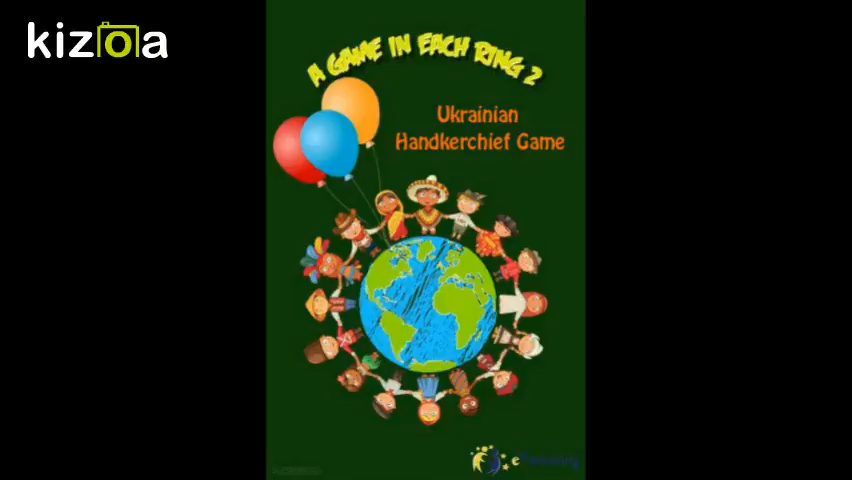 kizoa
A GAME IN EACH RING 2
Ukrainian
Handkerchief Game